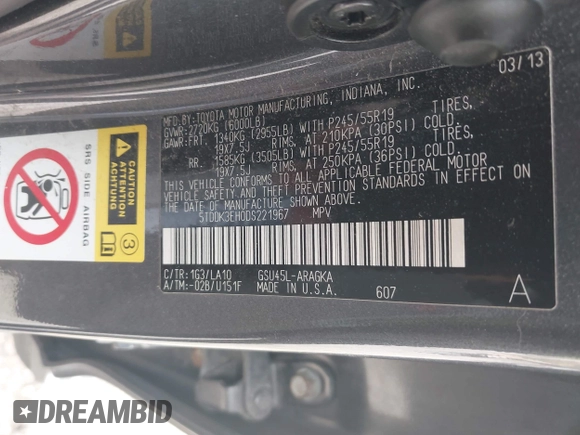 03/13
MFD.BY:TOYOTA MOTOR MANUFACTURING, INDIANA, INC.
GVWR:2720KG(6000LB)
GAWR:FRT. 1340KG(2955LB) WITH P245/55R19 TIRES,
19X7.5J RIMS, AT 210KPA (30PSI) COLD.
RR. 1585KG(3505LB) WITH P245/55R19 TIRES,
19X7.5J RIMS, AT 250KPA (36PSI) COLD.
THIS VEHICLE CONFORMS TO ALL APPLICABLE FEDERAL MOTOR
VEHICLE SAFETY AND THEFT PREVENTION STANDARDS IN EFFECT ON
THE DATE OF MANUFACTURE SHOWN ABOVE.
5TDDK3EH0DS221967 MPV
C/TR:1G3/LA10 GSU45L-ARAGKA
A/TM:-02B/U151F MADE IN U.S.A. 607
A
SRS SIDE AIRBAG
ATTENTION
ACHTUNG
3
DREAMBID